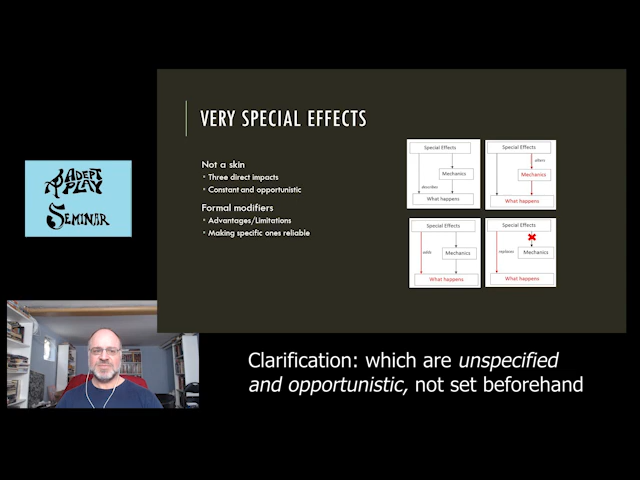 VERY SPECIAL EFFECTS
ADEPT
PLAY
SEMINAR
Not a skin
• Three direct impacts
• Constant and opportunistic
Formal modifiers
• Advantages/Limitations
• Making specific ones reliable
Special Effects
Mechanics
describes
What happens
Special Effects
alters
Mechanics
What happens
Special Effects
adds
Mechanics
What happens
Special Effects
replaces
Mechanics
What happens
Clarification: which are unspecified
and opportunistic, not set beforehand